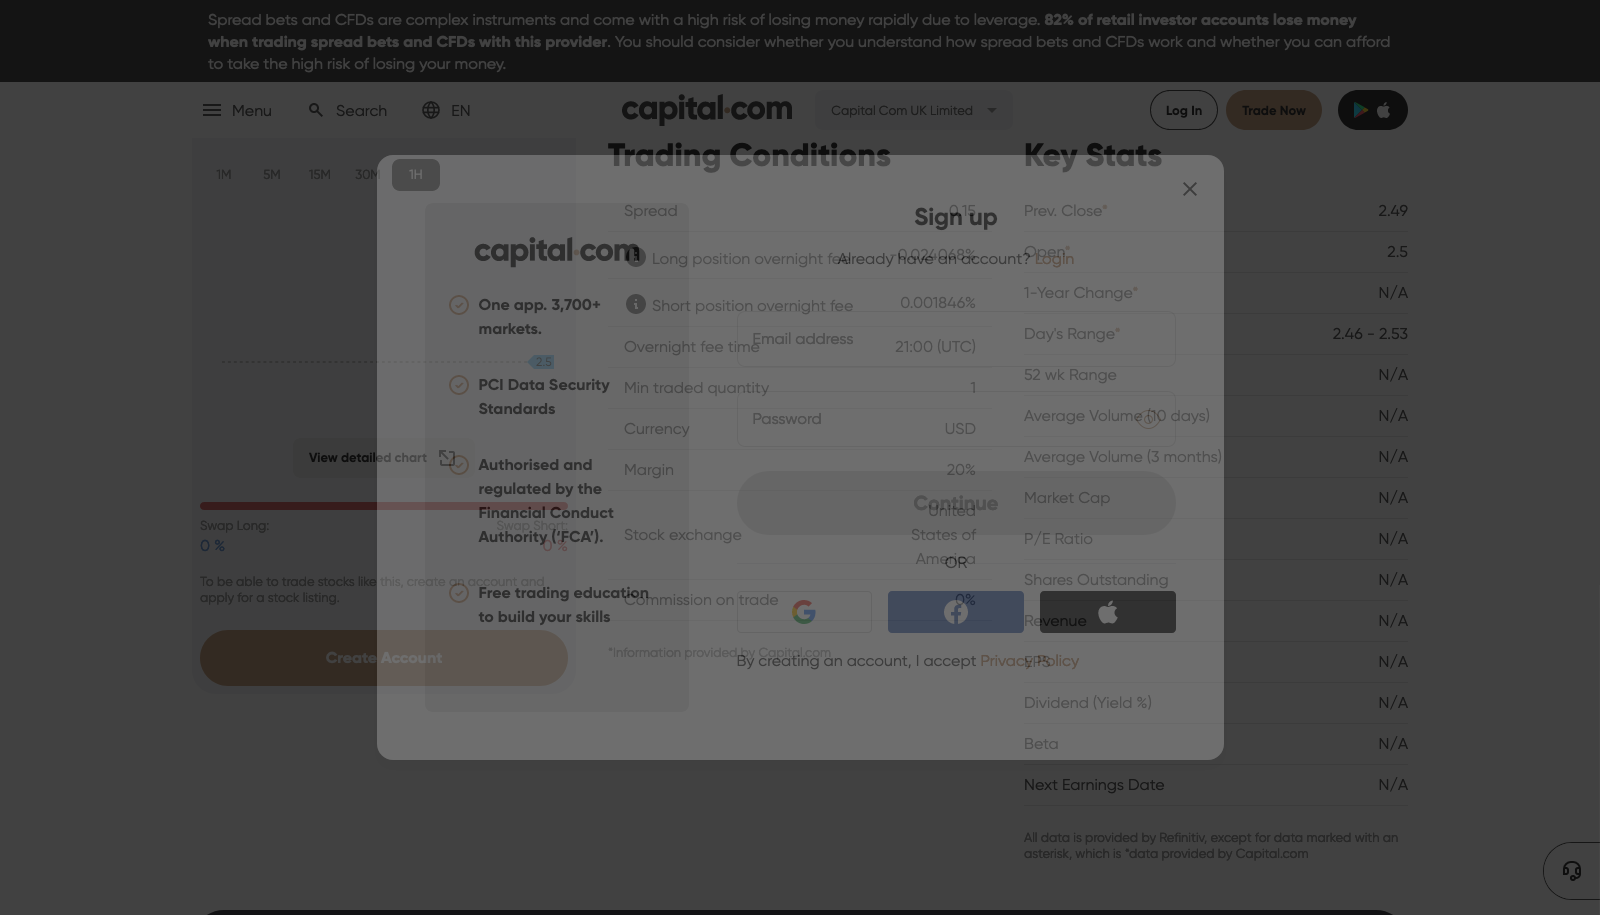 Spread bets and CFDs are complex instruments and come with a high risk of losing money rapidly due to leverage. 82% of retail investor accounts lose money
when trading spread bets and CFDs with this provider. You should consider whether you understand how spread bets and CFDs work and whether you can afford
to take the high risk of losing your money.
Menu
Search
EN
capital.com
Capital Com UK Limited
Log In
Trade Now
1M 5M 15M 30M 1H
2.5
View detailed chart
Swap Long:
Swap Short:
0 %
0 %
To be able to trade stocks like this, create an account and
apply for a stock listing.
Create Account
Trading Conditions
Spread 0.15
Long position overnight fee -0.024068%
Short position overnight fee 0.001846%
Overnight fee time 21:00 (UTC)
Min traded quantity 1
Currency USD
Margin 20%
Stock exchange United
States of
America
Commission on trade 0%
*Information provided by Capital.com
Key Stats
Prev. Close* 2.49
Open* 2.5
1-Year Change* N/A
Day's Range* 2.46 - 2.53
52 wk Range N/A
Average Volume (10 days) N/A
Average Volume (3 months) N/A
Market Cap N/A
P/E Ratio N/A
Shares Outstanding N/A
Revenue N/A
EPS N/A
Dividend (Yield %) N/A
Beta N/A
Next Earnings Date N/A
All data is provided by Refinitiv, except for data marked with an
asterisk, which is *data provided by Capital.com
capital.com
One app. 3,700+
markets.
PCI Data Security
Standards
Authorised and
regulated by the
Financial Conduct
Authority ('FCA').
Free trading education
to build your skills
Sign up
Already have an account? Login
Email address
Password
Continue
OR
By creating an account, I accept Privacy Policy